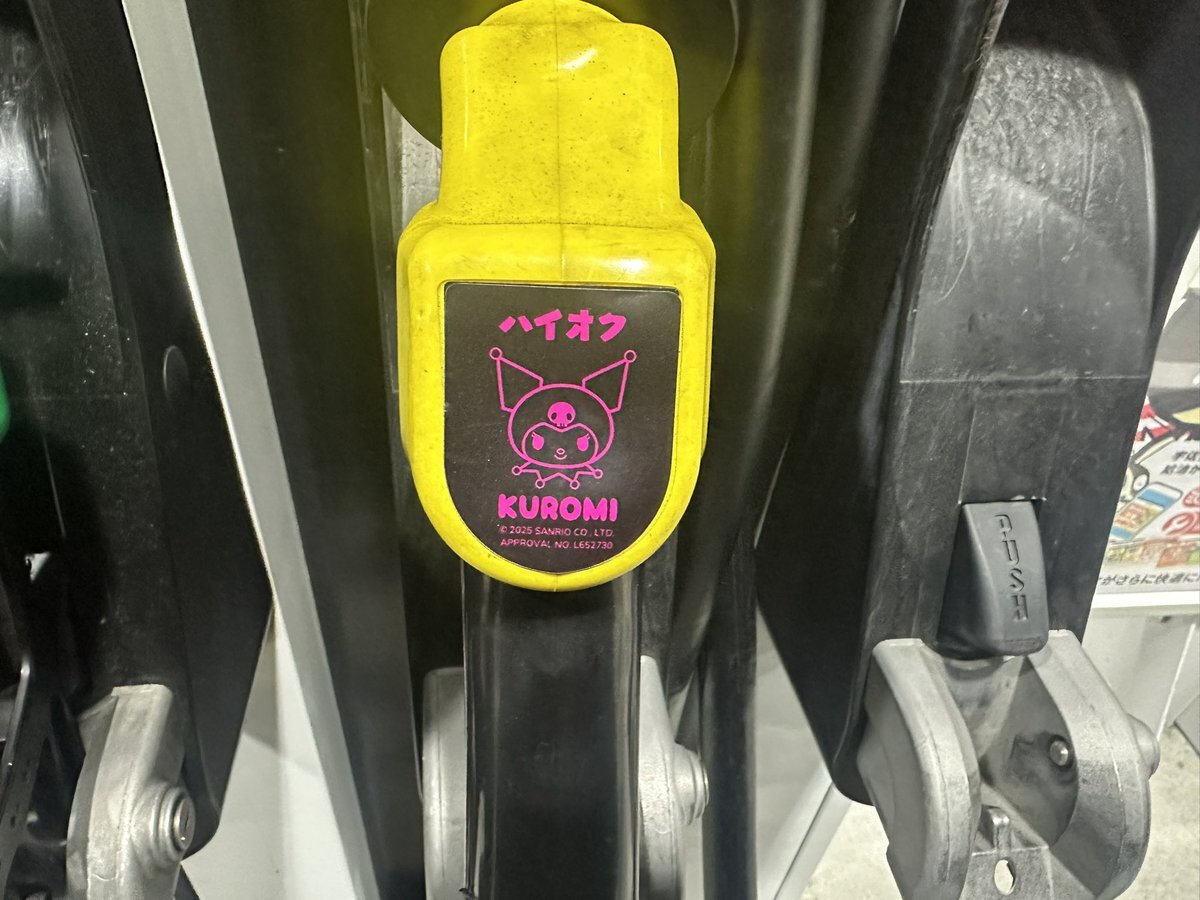 ハイオク
KUROMI
© 2025 SANRIO CO., LTD.
APPROVAL NO. L652730
PUSH